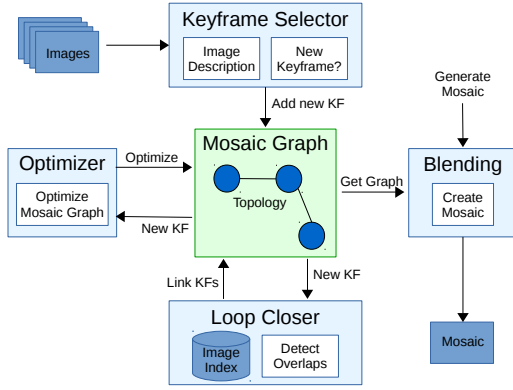 Keyframe Selector
Images
Image
Description
New
Keyframe?
Generate
Mosaic
Add new KF
Optimizer
Optimize
Mosaic Graph
Optimize
New KF
Mosaic Graph
Topology
Get Graph
Blending
Create
Mosaic
Link KFs
New KF
Loop Closer
Image
Index
Detect
Overlaps
Mosaic